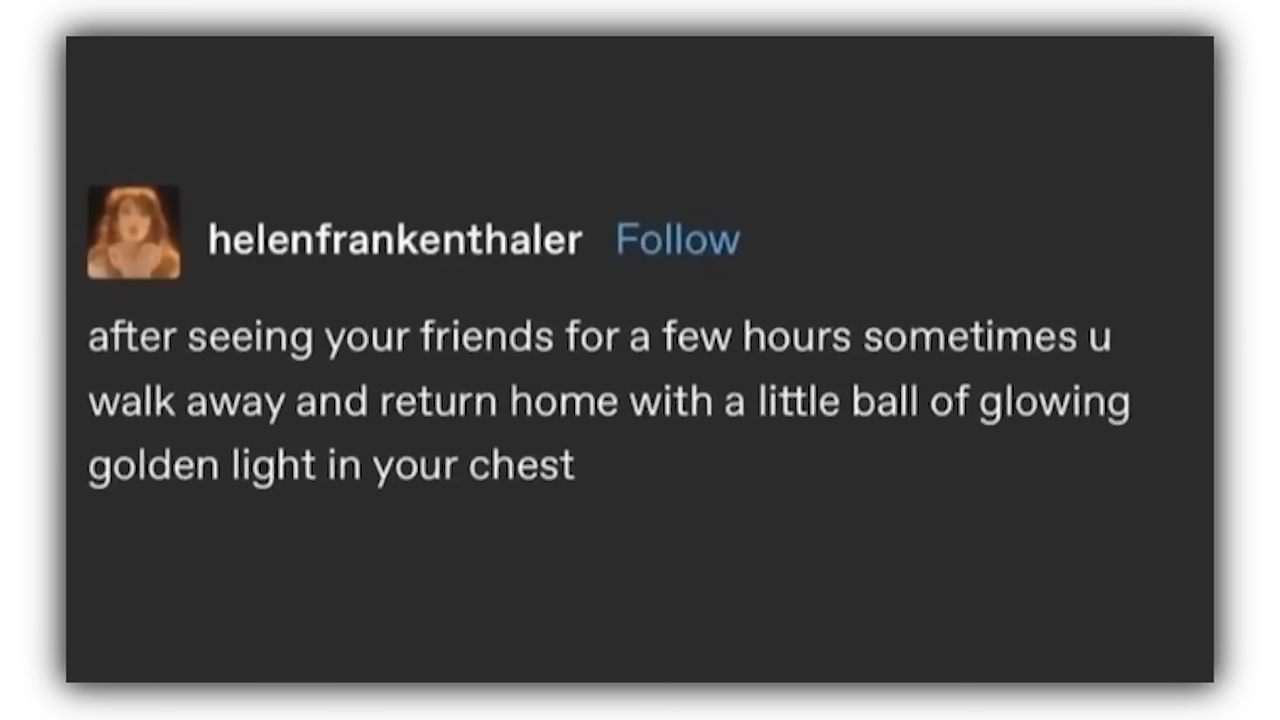 helenfrankenthaler Follow
after seeing your friends for a few hours sometimes u
walk away and return home with a little ball of glowing
golden light in your chest